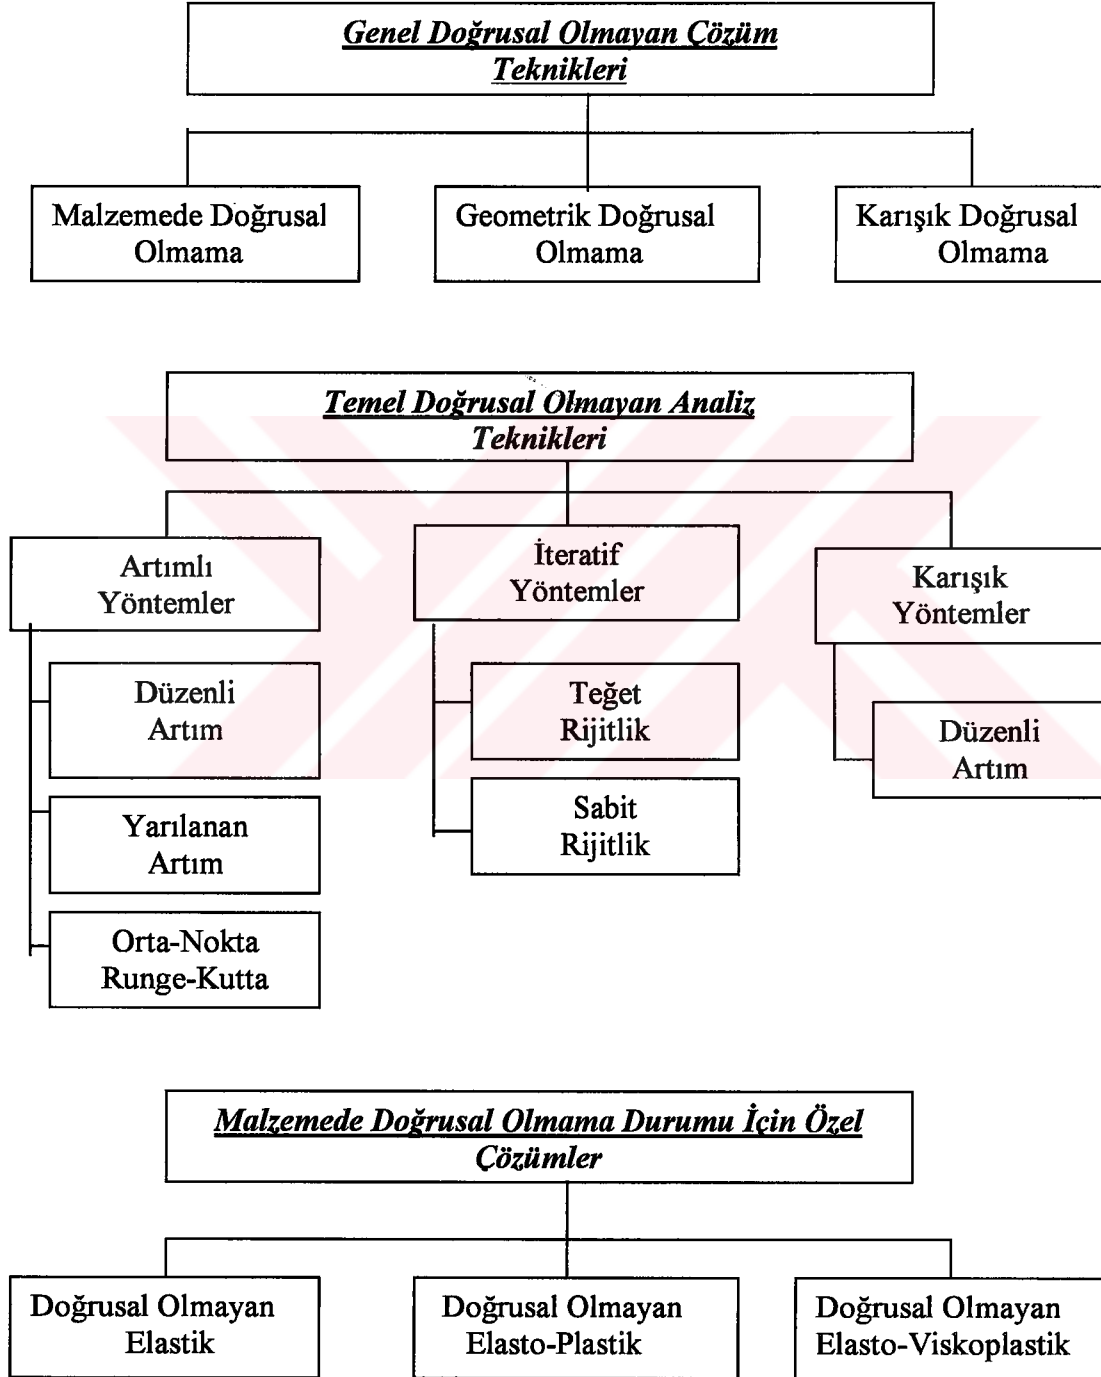 Genel Doğrusal Olmayan Çözüm
Teknikleri
Malzemede Doğrusal
Olmama
Geometrik Doğrusal
Olmama
Karışık Doğrusal
Olmama
Temel Doğrusal Olmayan Analiz
Teknikleri
Artımlı
Yöntemler
Düzenli
Artım
Yarılanan
Artım
Orta-Nokta
Runge-Kutta
İteratif
Yöntemler
Teğet
Rijitlik
Sabit
Rijitlik
Karışık
Yöntemler
Düzenli
Artım
Malzemede Doğrusal Olmama Durumu İçin Özel
Çözümler
Doğrusal Olmayan
Elastik
Doğrusal Olmayan
Elasto-Plastik
Doğrusal Olmayan
Elasto-Viskoplastik